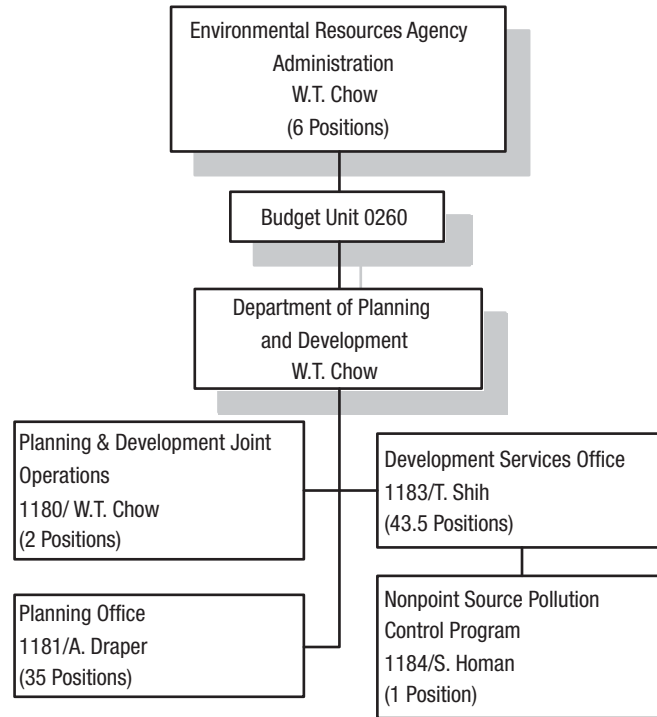 Environmental Resources Agency
Administration
W.T. Chow
(6 Positions)
Budget Unit 0260
Department of Planning
and Development
W.T. Chow
Planning & Development Joint
Operations
1180/ W.T. Chow
(2 Positions)
Development Services Office
1183/T. Shih
(43.5 Positions)
Planning Office
1181/A. Draper
(35 Positions)
Nonpoint Source Pollution
Control Program
1184/S. Homan
(1 Position)